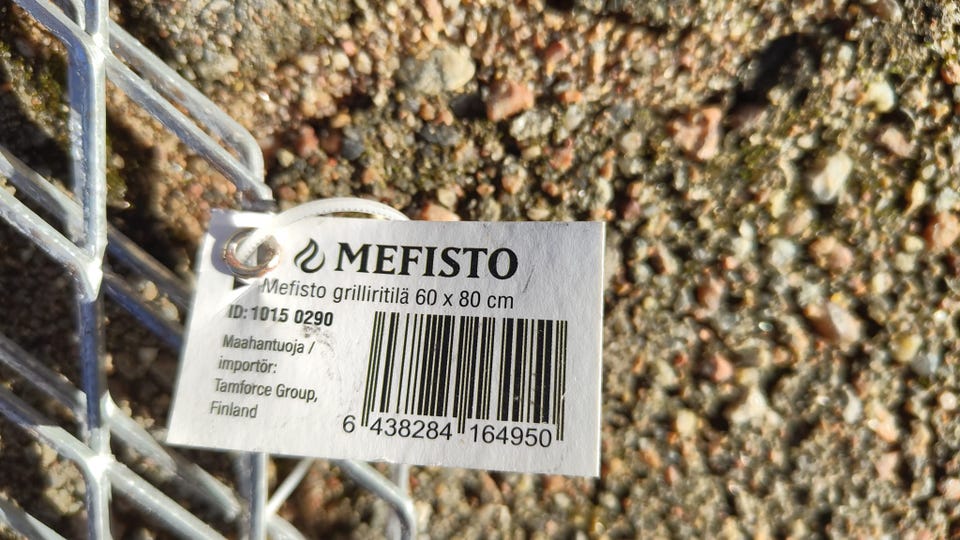 MEFISTO
Mefisto grilliritilä 60 x 80 cm
ID: 1015 0290
Maahantuoja /
importör:
Tamforce Group,
Finland
6 438284 164950